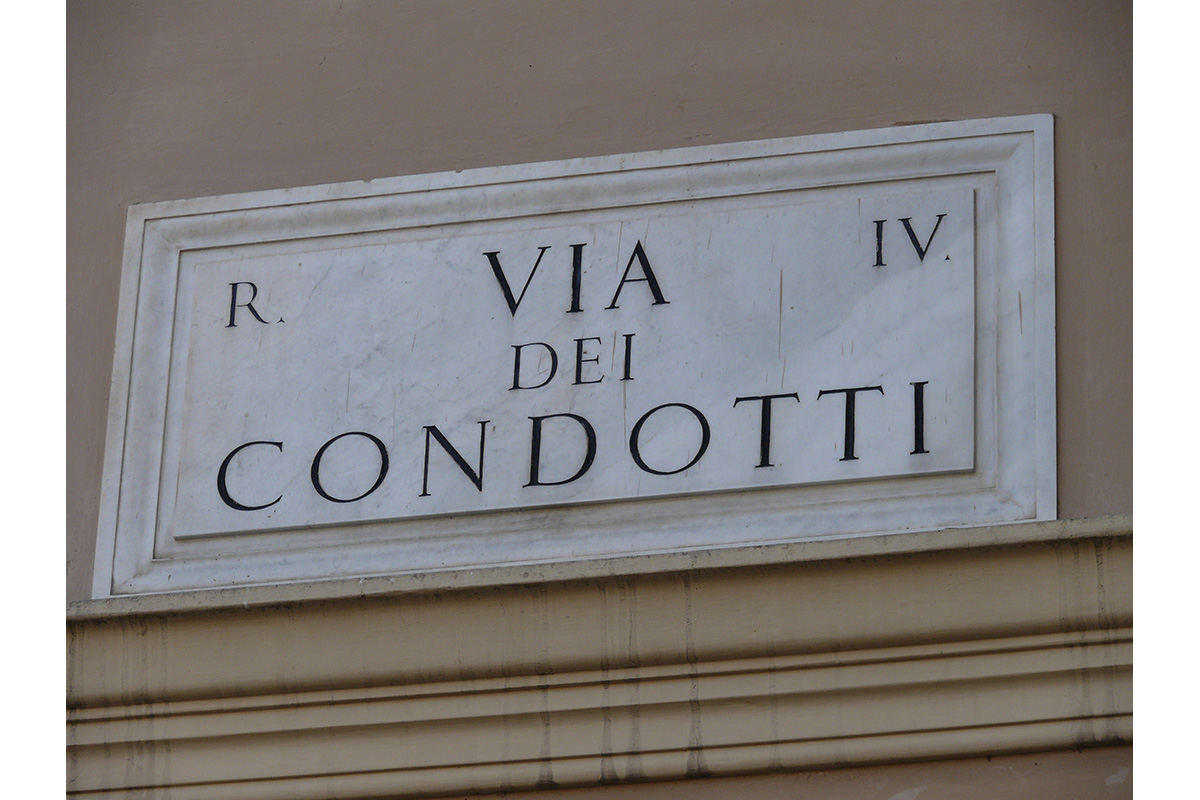 R. VIA IV.
DEI
CONDOTTI